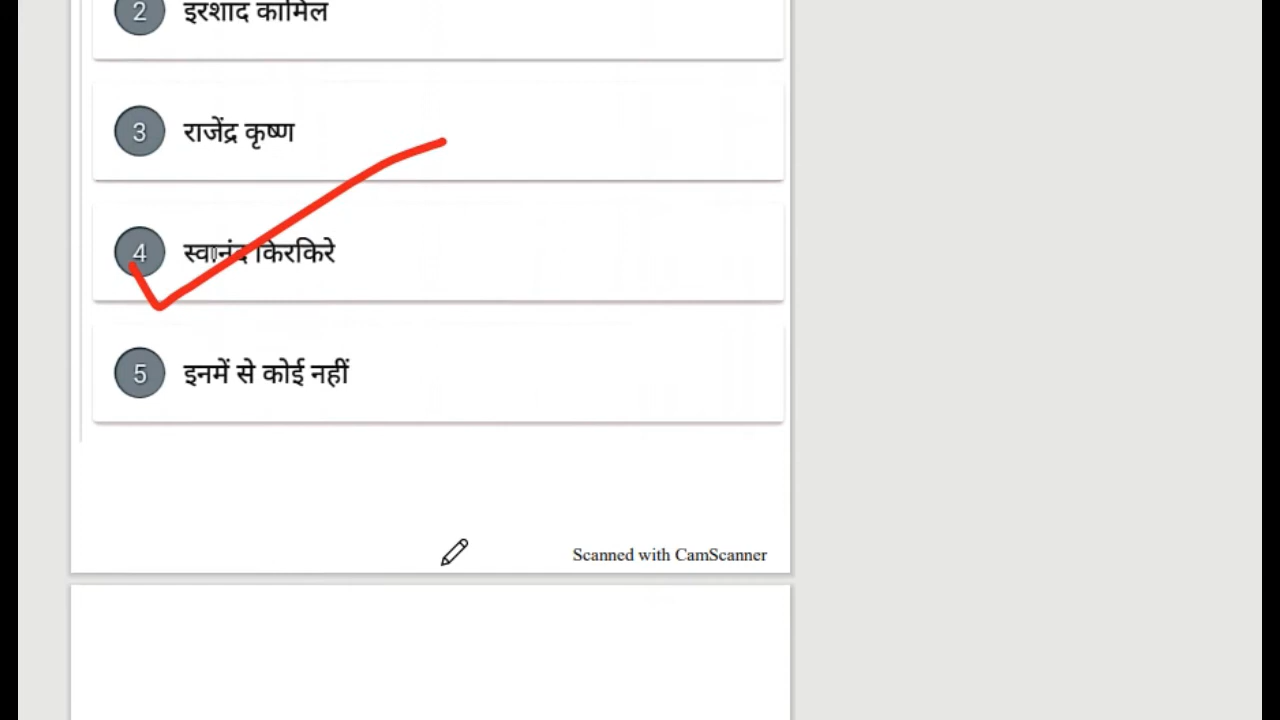 2 इरशाद कामिल
3 राजेंद्र कृष्ण
4 स्वानंद किरकिरे
5 इनमें से कोई नहीं
Scanned with CamScanner